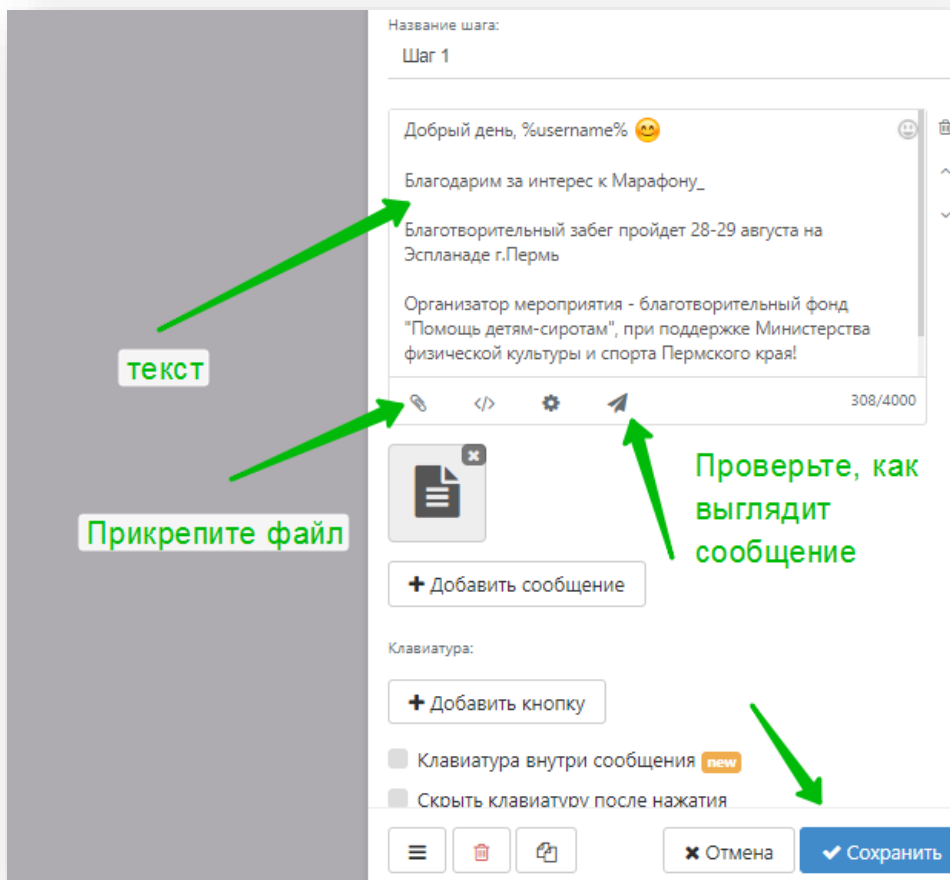 Название шага:
Шаг 1
Добрый день, %username% 😊
Благодарим за интерес к Марафону_
Благотворительный забег пройдет 28-29 августа на
Эспланаде г.Пермь
Организатор мероприятия - благотворительный фонд
"Помощь детям-сиротам", при поддержке Министерства
физической культуры и спорта Пермского края!
текст
</> 308/4000
Прикрепите файл
Проверьте, как
выглядит
сообщение
+ Добавить сообщение
Клавиатура:
+ Добавить кнопку
Клавиатура внутри сообщения new
Скрыть клавиатуру после нажатия
Отмена
Сохранить